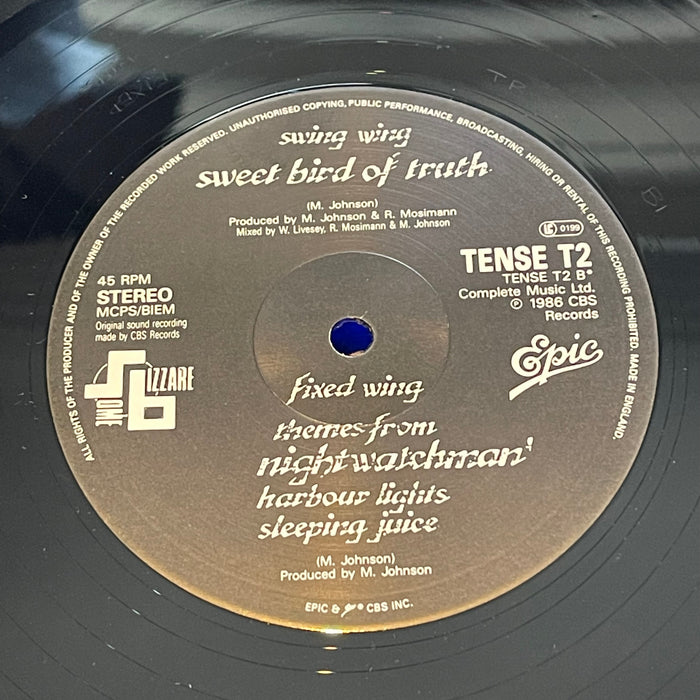 ALL RIGHTS OF THE PRODUCER AND OF THE OWNER OF THE RECORDED WORK RESERVED. UNAUTHORISED COPYING, PUBLIC PERFORMANCE, BROADCASTING, HIRING OR RENTAL OF THIS RECORDING PROHIBITED. MADE IN ENGLAND.
swing wing
sweet bird of truth
(M. Johnson)
Produced by M. Johnson & R. Mosimann
Mixed by W. Livesey, R. Mosimann & M. Johnson
LC 0199
45 RPM
STEREO
MCPS/BIEM
Original sound recording
made by CBS Records
SOME BIZZARE
TENSE T2
TENSE T2 B*
Complete Music Ltd.
℗ 1986 CBS
Records
Epic
fixed wing
themes from
nightwatchman'
harbour lights
sleeping juice
(M. Johnson)
Produced by M. Johnson
EPIC & CBS INC.
B1